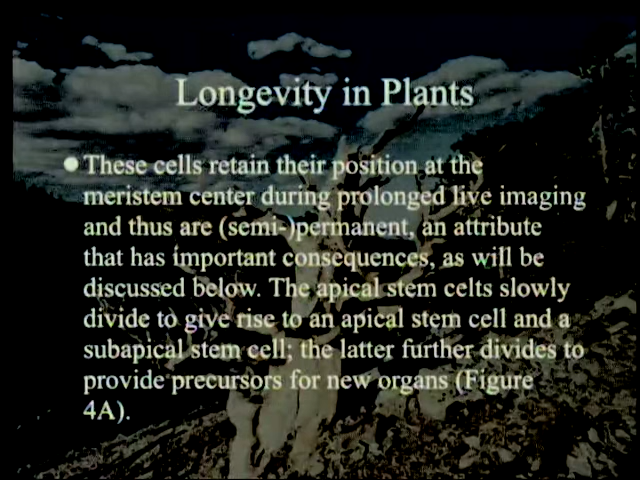 Longevity in Plants
These cells retain their position at the
meristem center during prolonged live imaging
and thus are (semi-)permanent, an attribute
that has important consequences, as will be
discussed below. The apical stem celts slowly
divide to give rise to an apical stem cell and a
subapical stem cell; the latter further divides to
provide precursors for new organs (Figure
4A).